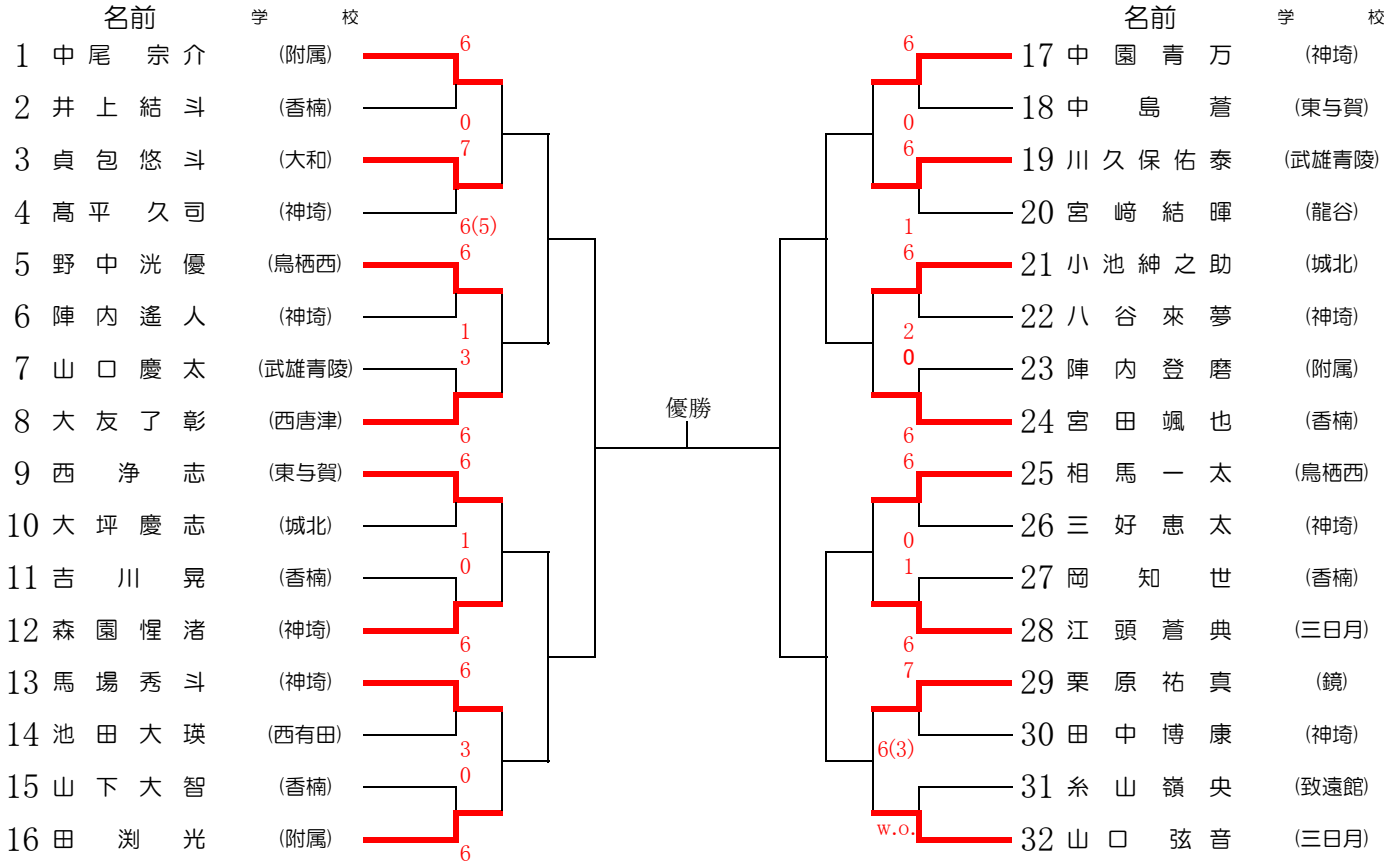 名前 学 校
1 中尾 宗介 (附属) 6
2 井上結斗 (香楠) 0
3 貞包悠斗 (大和) 7
4 髙平 久司 (神埼) 6(5)
5 野中洸優 (鳥栖西) 6
6 陣内遙人 (神埼) 1
7 山口慶太 (武雄青陵) 3
8 大友了彰 (西唐津) 6
9 西 浄 志 (東与賀) 6
10 大坪慶志 (城北) 1
11 吉 川 晃 (香楠) 0
12 森園惺渚 (神埼) 6
13 馬場秀斗 (神埼) 6
14 池田大瑛 (西有田) 3
15 山下大智 (香楠) 0
16 田 渕 光 (附属) 6
優勝
名前 学 校
6 17 中園青万 (神埼)
0 18 中 島 蒼 (東与賀)
6 19 川久保佑泰 (武雄青陵)
1 20 宮﨑結暉 (龍谷)
6 21 小池紳之助 (城北)
2 22 八谷來夢 (神埼)
0 23 陣内登磨 (附属)
6 24 宮田颯也 (香楠)
6 25 相馬一太 (鳥栖西)
0 26 三好恵太 (神埼)
1 27 岡 知 世 (香楠)
6 28 江頭蒼典 (三日月)
7 29 栗原祐真 (鏡)
6(3) 30 田中博康 (神埼)
31 糸山嶺央 (致遠館)
w.o. 32 山口 弦音 (三日月)